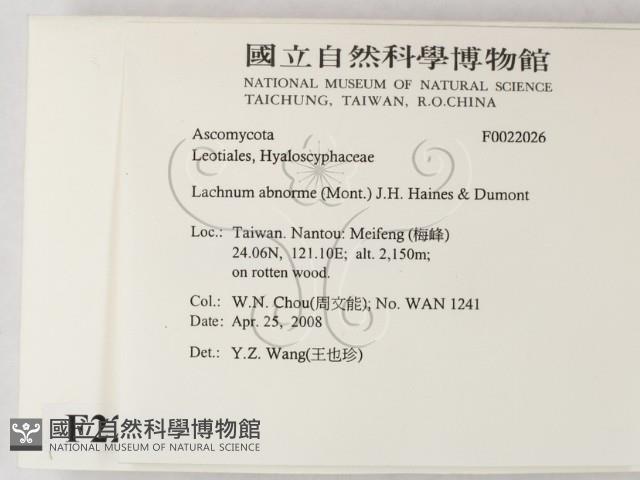 國立自然科學博物館
NATIONAL MUSEUM OF NATURAL SCIENCE
TAICHUNG, TAIWAN, R.O.CHINA
Ascomycota F0022026
Leotiales, Hyaloscyphaceae
Lachnum abnorme (Mont.) J.H. Haines & Dumont
Loc.: Taiwan. Nantou: Meifeng (梅峰)
24.06N, 121.10E; alt. 2,150m;
on rotten wood.
Col.: W.N. Chou(周文能); No. WAN 1241
Date: Apr. 25, 2008
Det.: Y.Z. Wang(王也珍)
國立自然科學博物館
NATIONAL MUSEUM OF NATURAL SCIENCE